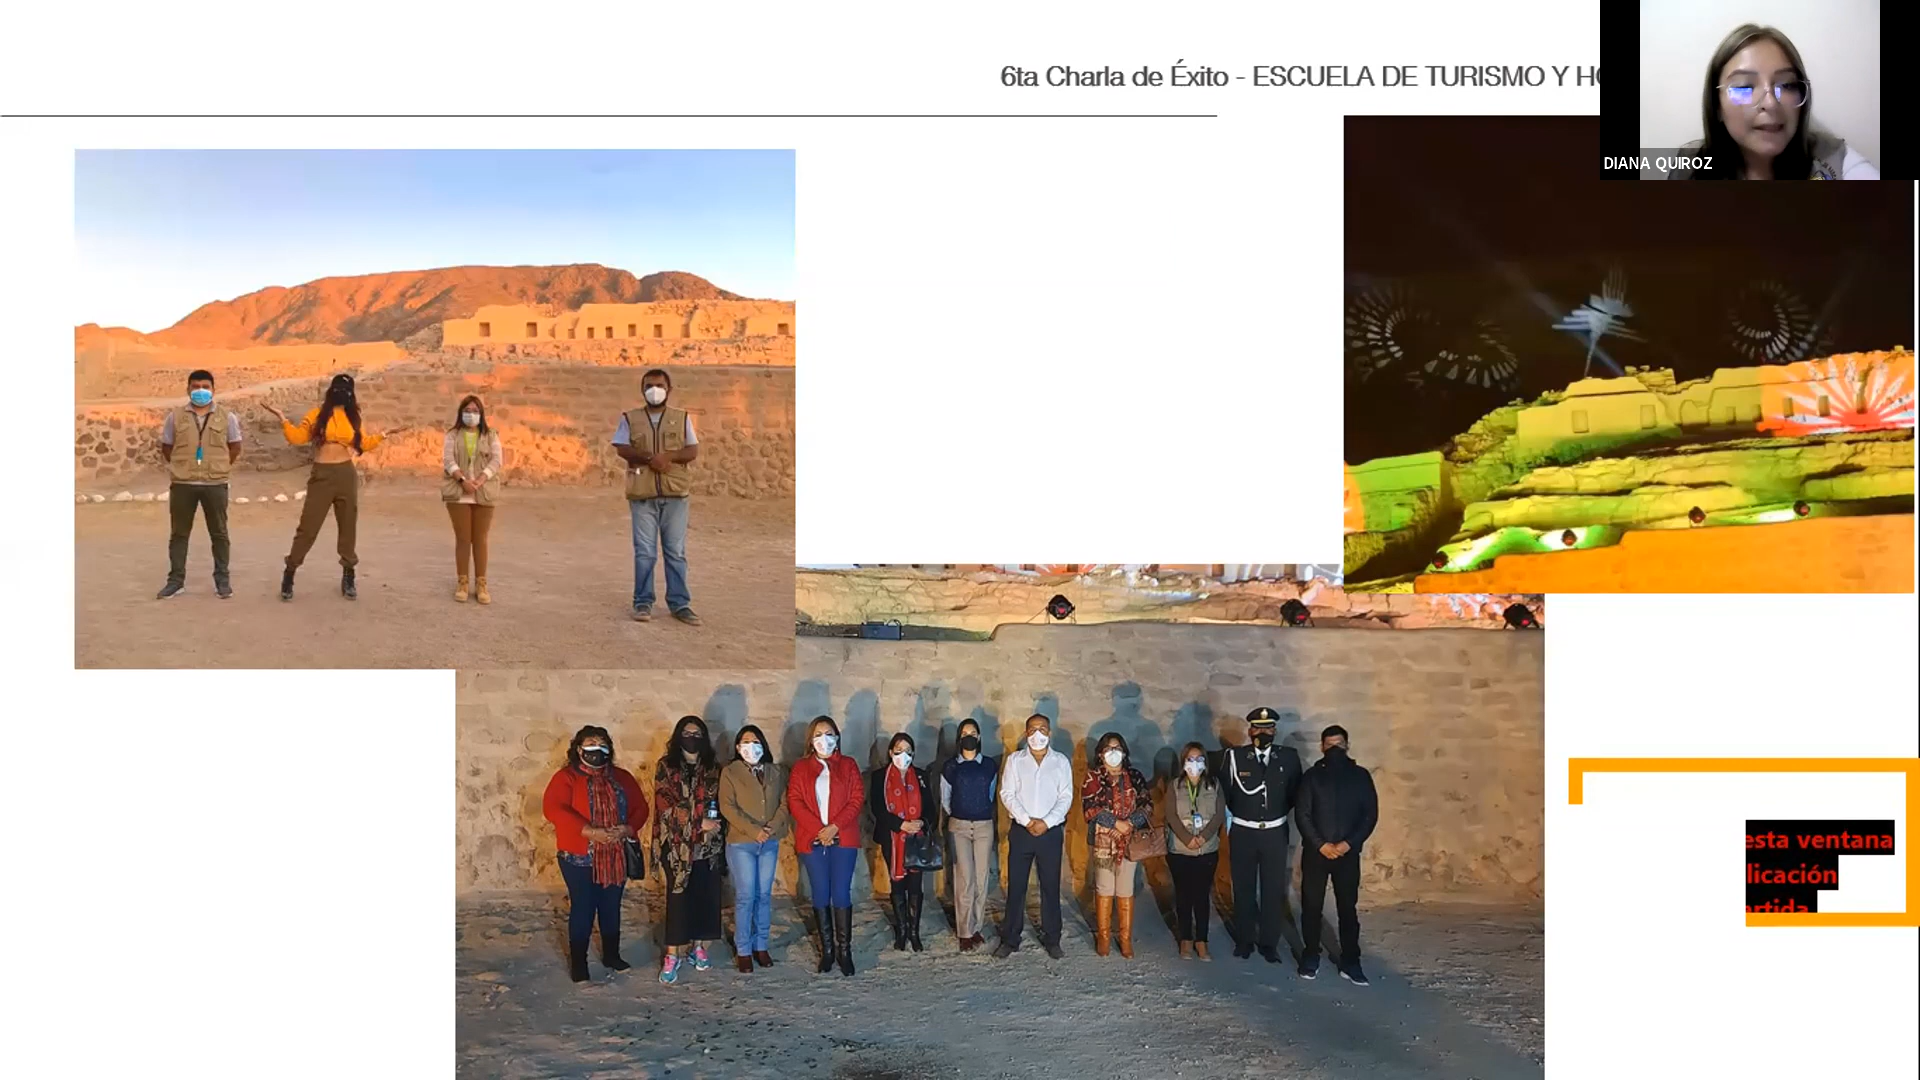 6ta Charla de Éxito - ESCUELA DE TURISMO Y
DIANA QUIROZ
esta ventana
licación